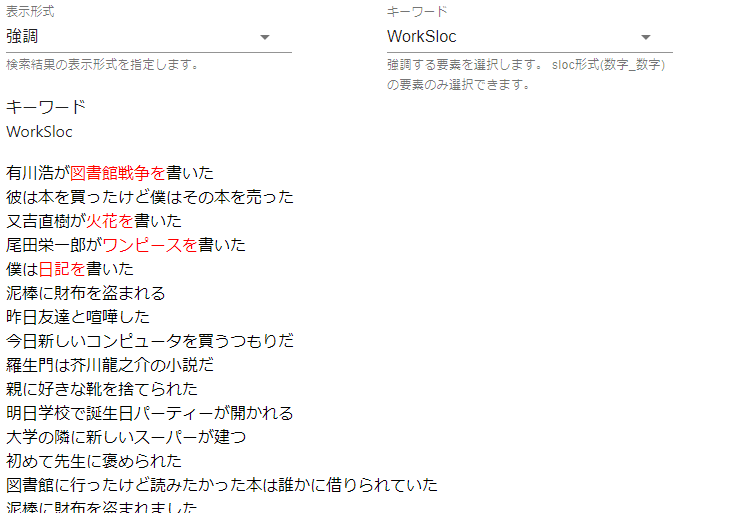 表示形式
キーワード
強調
WorkSloc
検索結果の表示形式を指定します。
強調する要素を選択します。 sloc形式(数字_数字)
の要素のみ選択できます。
キーワード
WorkSloc
有川浩が図書館戦争を書いた
彼は本を買ったけど僕はその本を売った
又吉直樹が火花を書いた
尾田栄一郎がワンピースを書いた
僕は日記を書いた
泥棒に財布を盗まれる
昨日友達と喧嘩した
今日新しいコンピュータを買うつもりだ
羅生門は芥川龍之介の小説だ
親に好きな靴を捨てられた
明日学校で誕生日パーティーが開かれる
大学の隣に新しいスーパーが建つ
初めて先生に褒められた
図書館に行ったけど読みたかった本は誰かに借りられていた
泥棒に財布を盗まれました